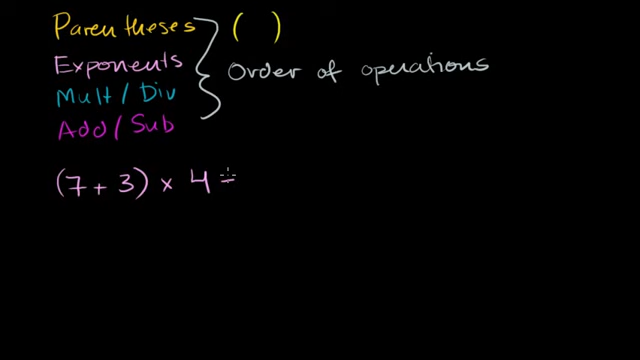 Parentheses ( )
Exponents Order of operations
Mult / Div
Add / Sub
(7 + 3) × 4 =